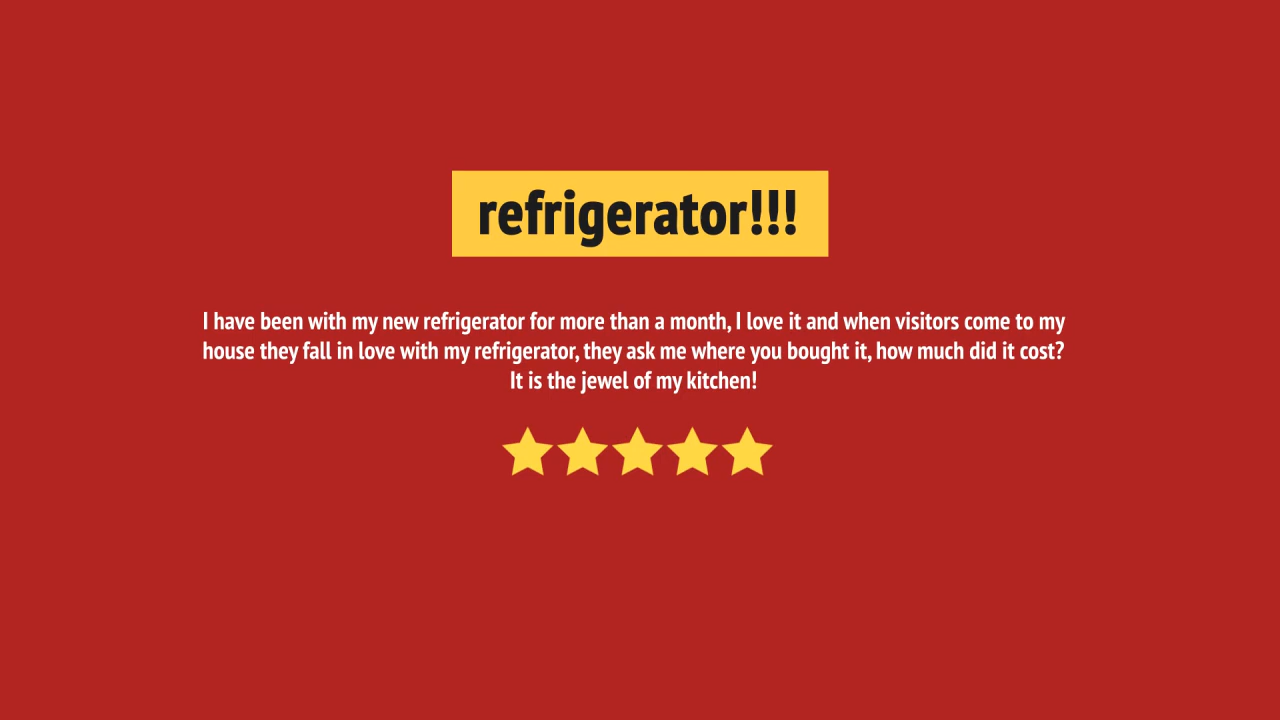 refrigerator!!!
I have been with my new refrigerator for more than a month, I love it and when visitors come to my
house they fall in love with my refrigerator, they ask me where you bought it, how much did it cost?
It is the jewel of my kitchen!